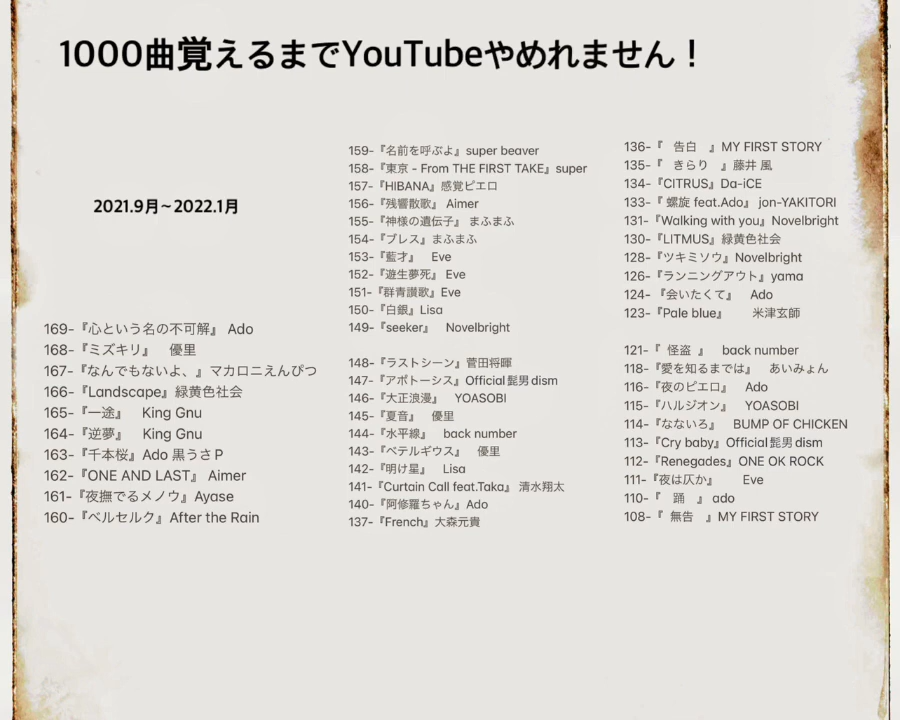 1000曲覚えるまでYouTubeやめれません！
2021.9月~2022.1月
169-『心という名の不可解』 Ado
168-『ミズキリ』　優里
167-『なんでもないよ、』マカロニえんぴつ
166-『Landscape』緑黄色社会
165-『一途』　King Gnu
164-『逆夢』　King Gnu
163-『千本桜』Ado 黒うさＰ
162-『ONE AND LAST』 Aimer
161-『夜撫でるメノウ』Ayase
160-『ベルセルク』After the Rain
159-『名前を呼ぶよ』super beaver
158-『東京 - From THE FIRST TAKE』super
157-『HIBANA』感覚ピエロ
156-『残響散歌』 Aimer
155-『神様の遺伝子』 まふまふ
154-『ブレス』まふまふ
153-『藍才』　Eve
152-『遊生夢死』 Eve
151-『群青讃歌』Eve
150-『白銀』Lisa
149-『seeker』　Novelbright
148-『ラストシーン』菅田将暉
147-『アポトーシス』Official髭男dism
146-『大正浪漫』　YOASOBI
145-『夏音』　優里
144-『水平線』　back number
143-『ベテルギウス』　優里
142-『明け星』　Lisa
141-『Curtain Call feat.Taka』 清水翔太
140-『阿修羅ちゃん』Ado
137-『French』大森元貴
136-『　告白　』MY FIRST STORY
135-『　きらり　』藤井 風
134-『CITRUS』Da-iCE
133-『 螺旋 feat.Ado』 jon-YAKITORI
131-『Walking with you』Novelbright
130-『LITMUS』緑黄色社会
128-『ツキミソウ』Novelbright
126-『ランニングアウト』yama
124-『会いたくて』　Ado
123-『Pale blue』　　米津玄師
121-『 怪盗 』　back number
118-『愛を知るまでは』　あいみょん
116-『夜のピエロ』　Ado
115-『ハルジオン』　YOASOBI
114-『なないろ』　BUMP OF CHICKEN
113-『Cry baby』Official髭男dism
112-『Renegades』ONE OK ROCK
111-『夜は仄か』　　Eve
110-『　踊　』 ado
108-『 無告　』MY FIRST STORY